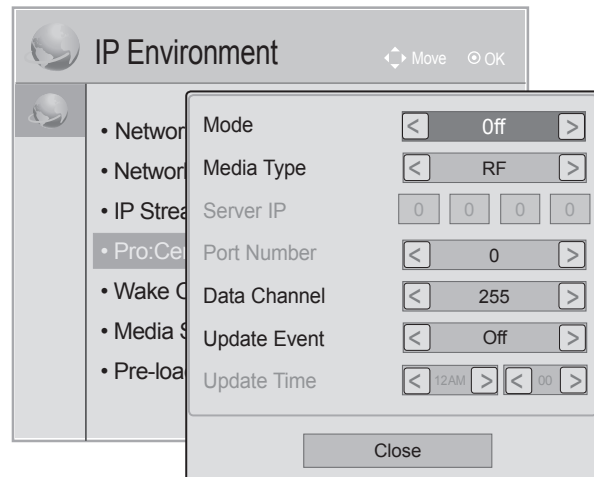 IP Environment
Move OK
• Networ
• Networ
• IP Strea
• Pro:Ce
• Wake O
• Media S
• Pre-loa
Mode < Off >
Media Type < RF >
Server IP 0 0 0 0
Port Number < 0 >
Data Channel < 255 >
Update Event < Off >
Update Time < 12AM > < 00 >
Close